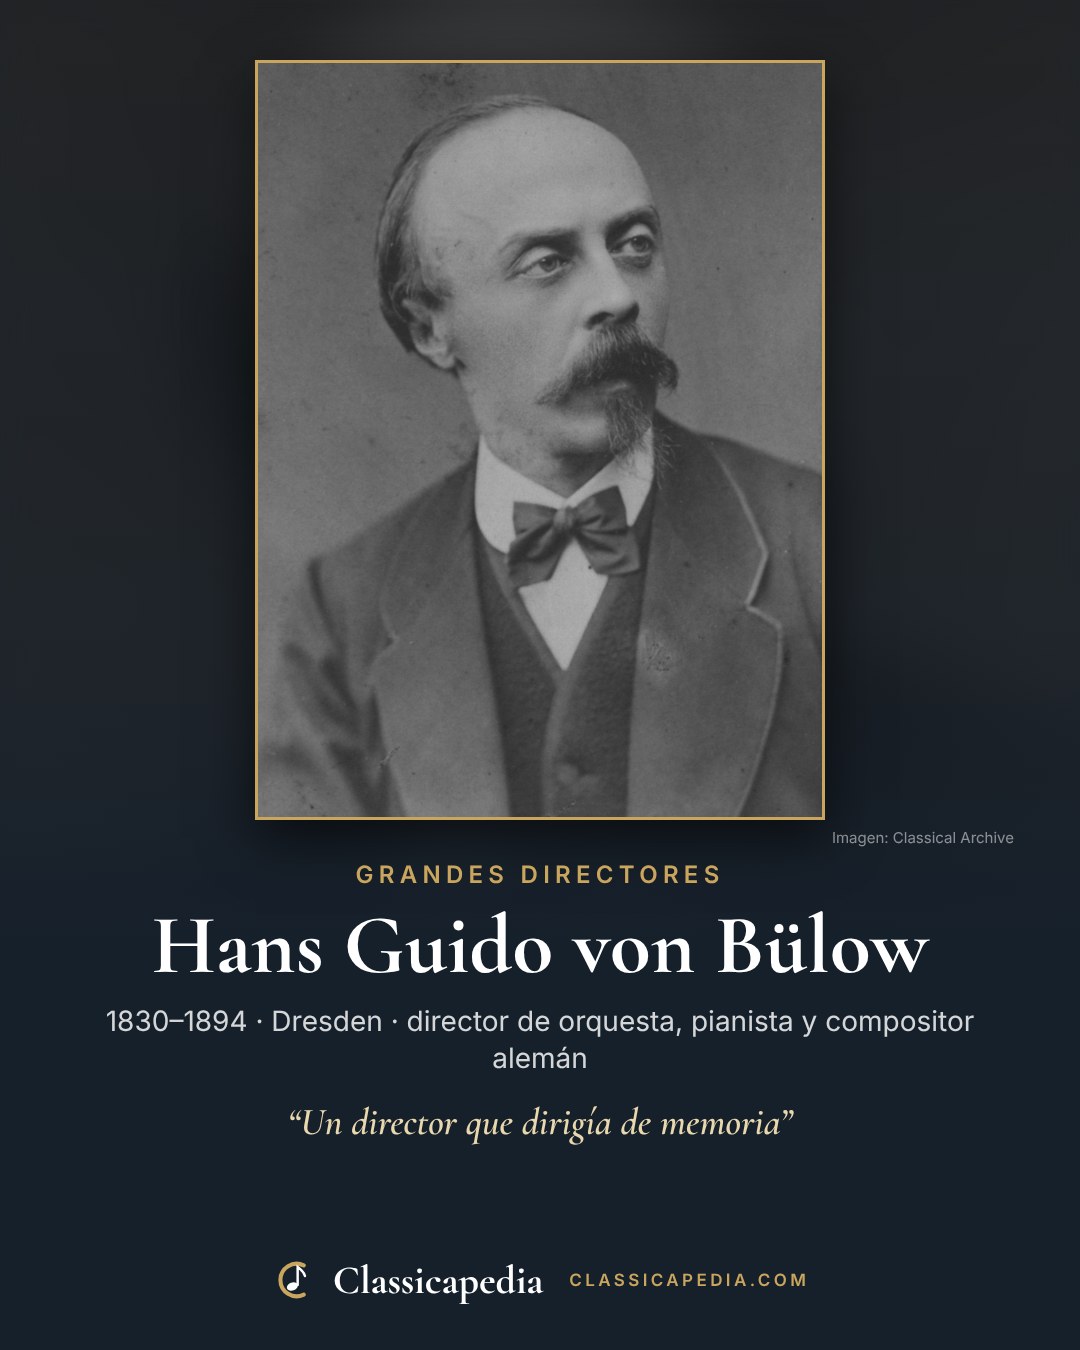 Imagen: Classical Archive
GRANDES DIRECTORES
Hans Guido von Bülow
1830–1894 · Dresden · director de orquesta, pianista y compositor
alemán
“Un director que dirigía de memoria”
Classicapedia CLASSICAPEDIA.COM